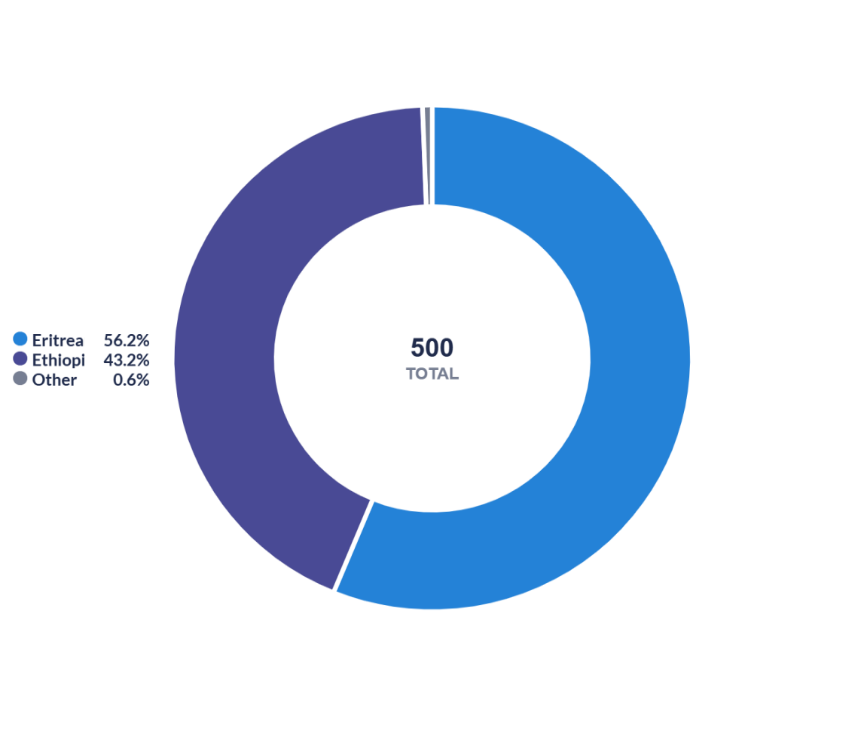 Eritrea 56.2%
Ethiopi 43.2%
Other 0.6%
500
TOTAL